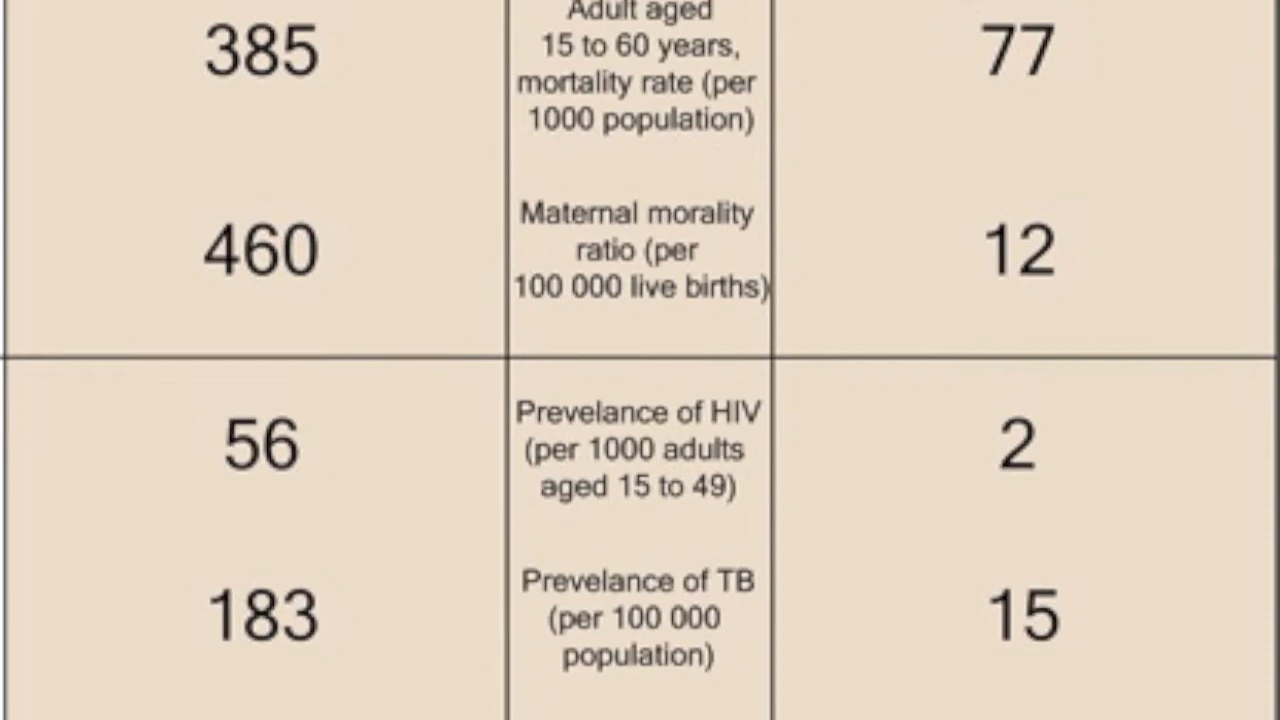 Adult aged
385 15 to 60 years, 77
mortality rate (per
1000 population)
Maternal morality
460 ratio (per 12
100 000 live births)
Prevelance of HIV
56 (per 1000 adults 2
aged 15 to 49)
Prevelance of TB
183 (per 100 000 15
population)